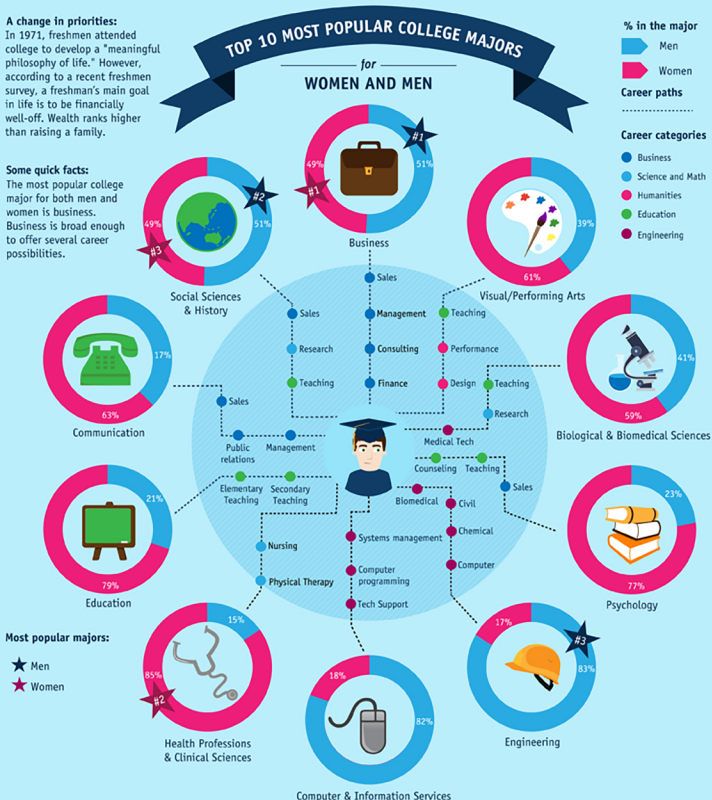 A change in priorities:
In 1971, freshmen attended
college to develop a "meaningful
philosophy of life." However,
according to a recent freshmen
survey, a freshman's main goal
in life is to be financially
well-off. Wealth ranks higher
than raising a family.
Some quick facts:
The most popular college
major for both men and
women is business.
Business is broad enough
to offer several career
possibilities.
TOP 10 MOST POPULAR COLLEGE MAJORS
for
WOMEN AND MEN
% in the major
Men
Women
Career paths
Career categories
Business
Science and Math
Humanities
Education
Engineering
49%
#1
#1
51%
Business
49%
#3
#2
51%
Social Sciences
& History
39%
61%
Visual/Performing Arts
17%
63%
Communication
41%
59%
Biological & Biomedical Sciences
21%
79%
Education
23%
77%
Psychology
15%
85%
#2
Health Professions
& Clinical Sciences
18%
82%
Computer & Information Services
17%
#3
83%
Engineering
Sales
Management
Consulting
Finance
Sales
Research
Teaching
Teaching
Performance
Design
Sales
Public
relations
Management
Teaching
Research
Medical Tech
Elementary
Teaching
Secondary
Teaching
Counseling
Teaching
Sales
Nursing
Physical Therapy
Systems management
Computer
programming
Tech Support
Biomedical
Civil
Chemical
Computer
Most popular majors:
Men
Women